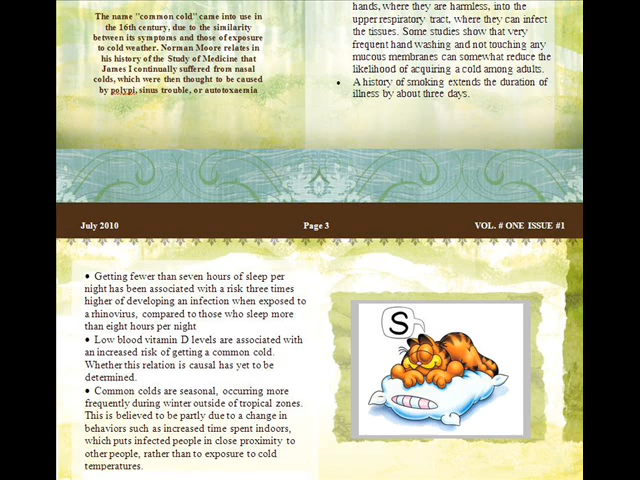 The name "common cold" came into use in
the 16th century, due to the similarity
between its symptoms and those of exposure
to cold weather. Norman Moore relates in
his history of the Study of Medicine that
James I continually suffered from nasal
colds, which were then thought to be caused
by polypi, sinus trouble, or autotoxaemia
hands, where they are harmless, into the
upper respiratory tract, where they can infect
the tissues. Some studies show that very
frequent hand washing and not touching any
mucous membranes can somewhat reduce the
likelihood of acquiring a cold among adults.
• A history of smoking extends the duration of
illness by about three days.
July 2010 Page 3 VOL. # ONE ISSUE #1
• Getting fewer than seven hours of sleep per
night has been associated with a risk three times
higher of developing an infection when exposed to
a rhinovirus, compared to those who sleep more
than eight hours per night
• Low blood vitamin D levels are associated with
an increased risk of getting a common cold.
Whether this relation is causal has yet to be
determined.
• Common colds are seasonal, occurring more
frequently during winter outside of tropical zones.
This is believed to be partly due to a change in
behaviors such as increased time spent indoors,
which puts infected people in close proximity to
other people, rather than to exposure to cold
temperatures.
S